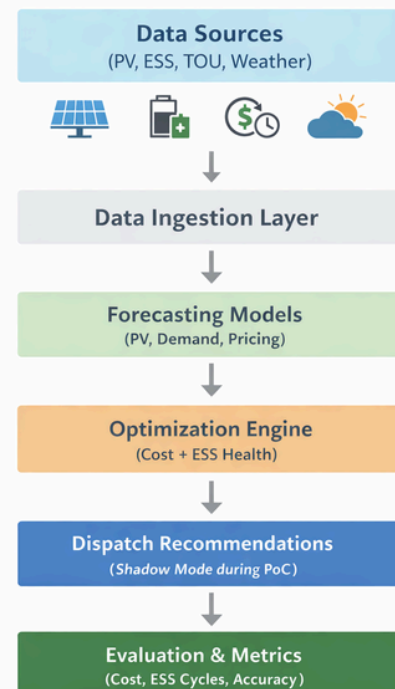 Data Sources
(PV, ESS, TOU, Weather)
$
Data Ingestion Layer
Forecasting Models
(PV, Demand, Pricing)
Optimization Engine
(Cost + ESS Health)
Dispatch Recommendations
(Shadow Mode during PoC)
Evaluation & Metrics
(Cost, ESS Cycles, Accuracy)